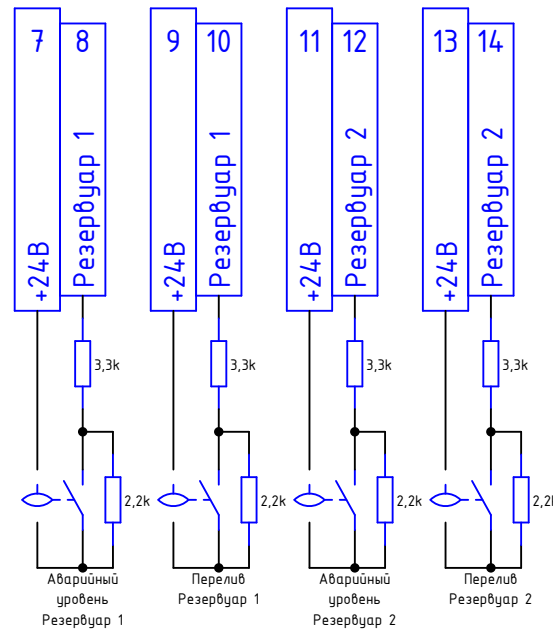 7 8 9 10 11 12 13 14
+24В Резервуар 1 +24В Резервуар 1 +24В Резервуар 2 +24В Резервуар 2
3,3k 3,3k 3,3k 3,3k
2,2k 2,2k 2,2k 2,2k
Аварийный Перелив Аварийный Перелив
уровень Резервуар 1 уровень Резервуар 2
Резервуар 1 Резервуар 2